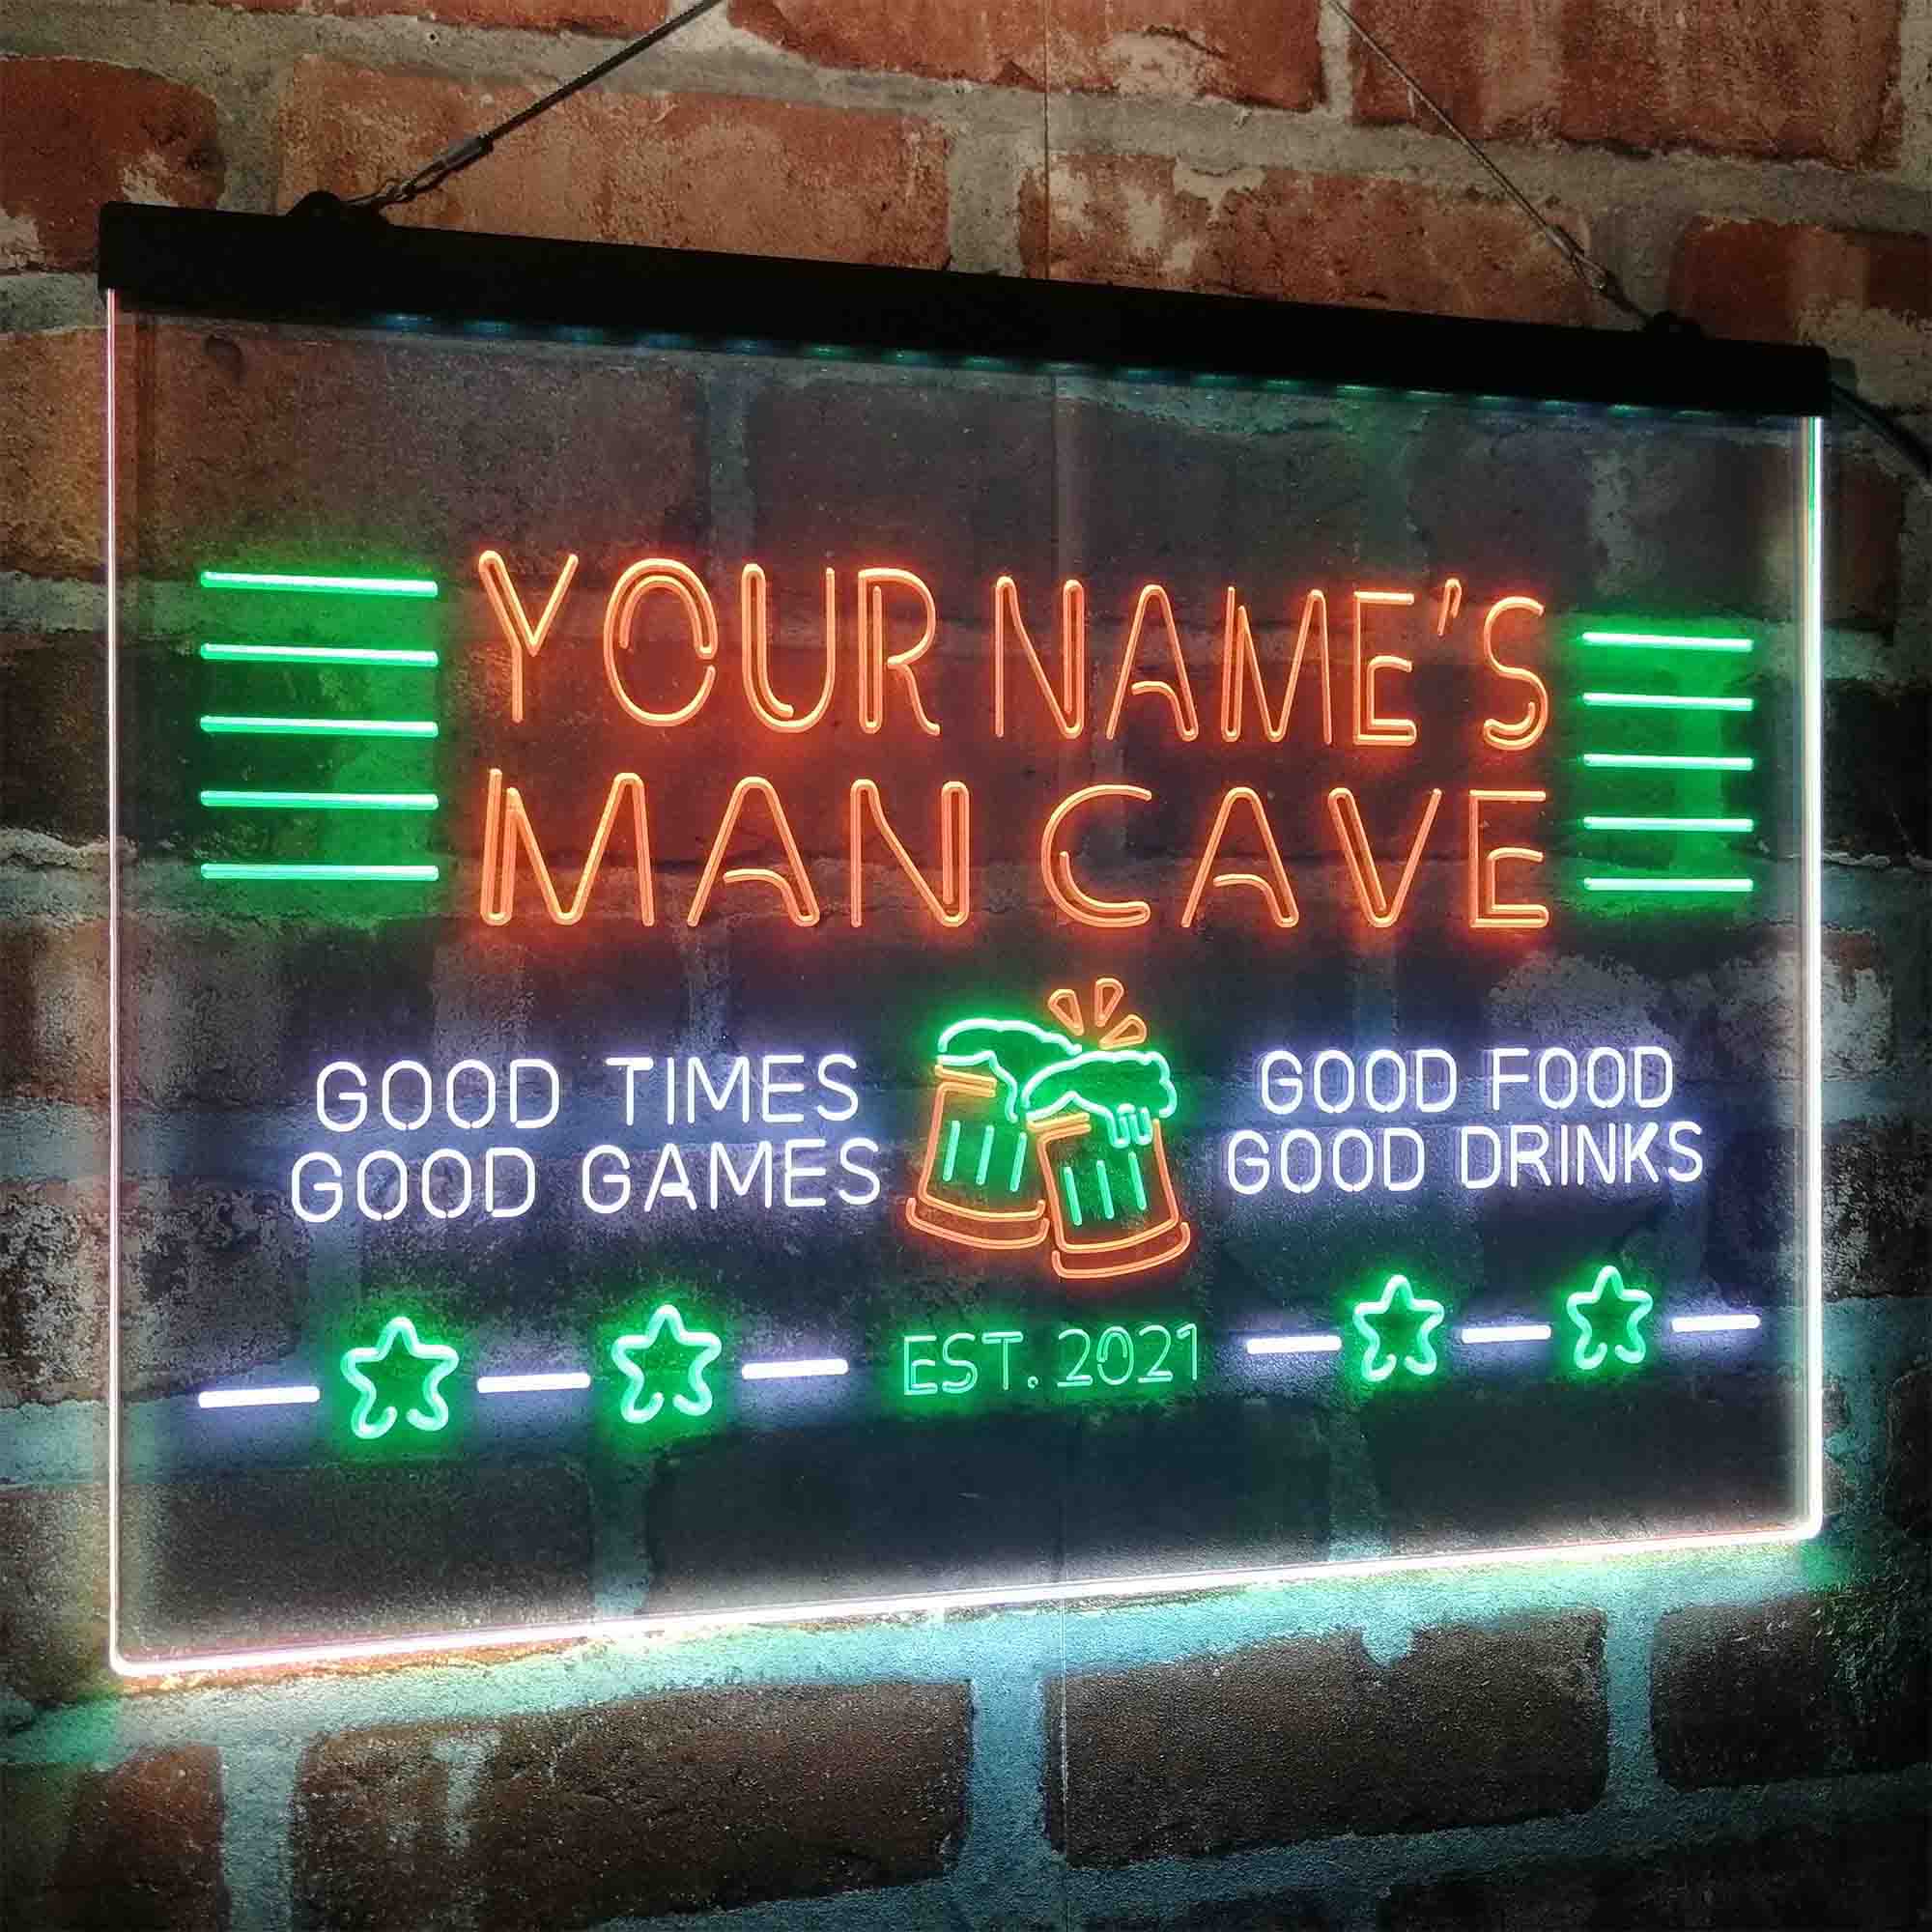 YOUR NAME'S
MAN CAVE
GOOD TIMES
GOOD GAMES
GOOD FOOD
GOOD DRINKS
EST. 2021